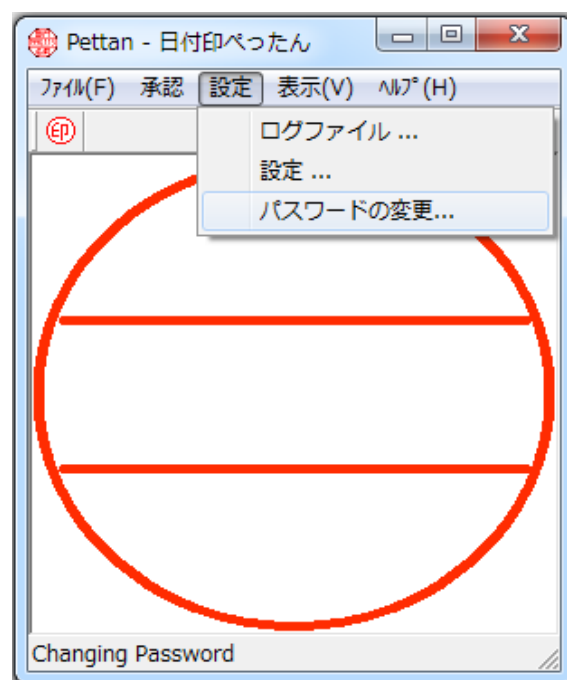 Pettan - 日付印ぺったん
ﾌｧｲﾙ(F) 承認 設定 表示(V) ﾍﾙﾌﾟ(H)
印
ログファイル ...
設定 ...
パスワードの変更...
Changing Password